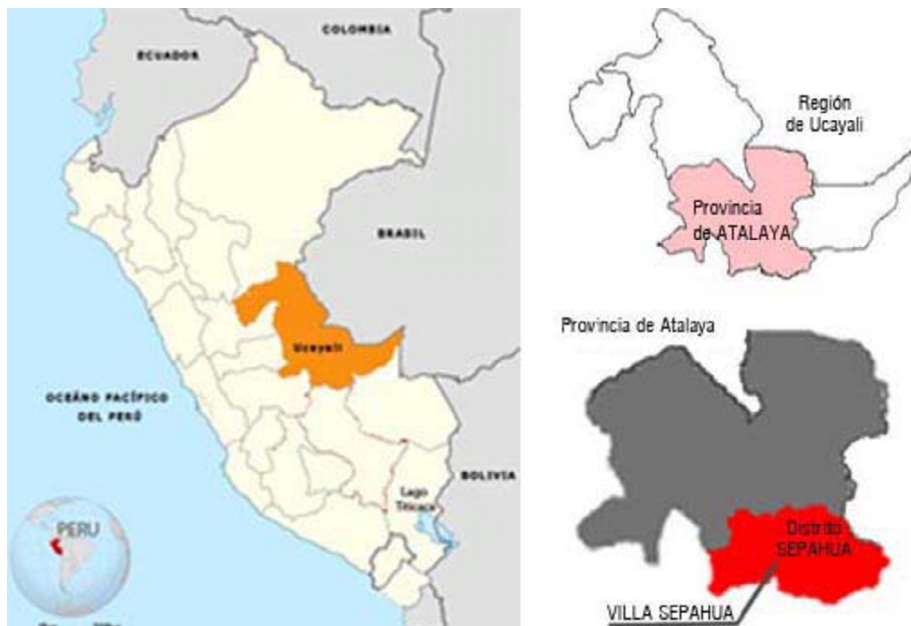 COLOMBIA
ECUADOR
BRASIL
Ucayali
OCEÁNO PACÍFICO
DEL PERÚ
BOLIVIA
Lago
Titicaca
PERU
Región
de Ucayali
Provincia
de ATALAYA
Provincia de Atalaya
Distrito
SEPAHUA
VILLA SEPAHUA